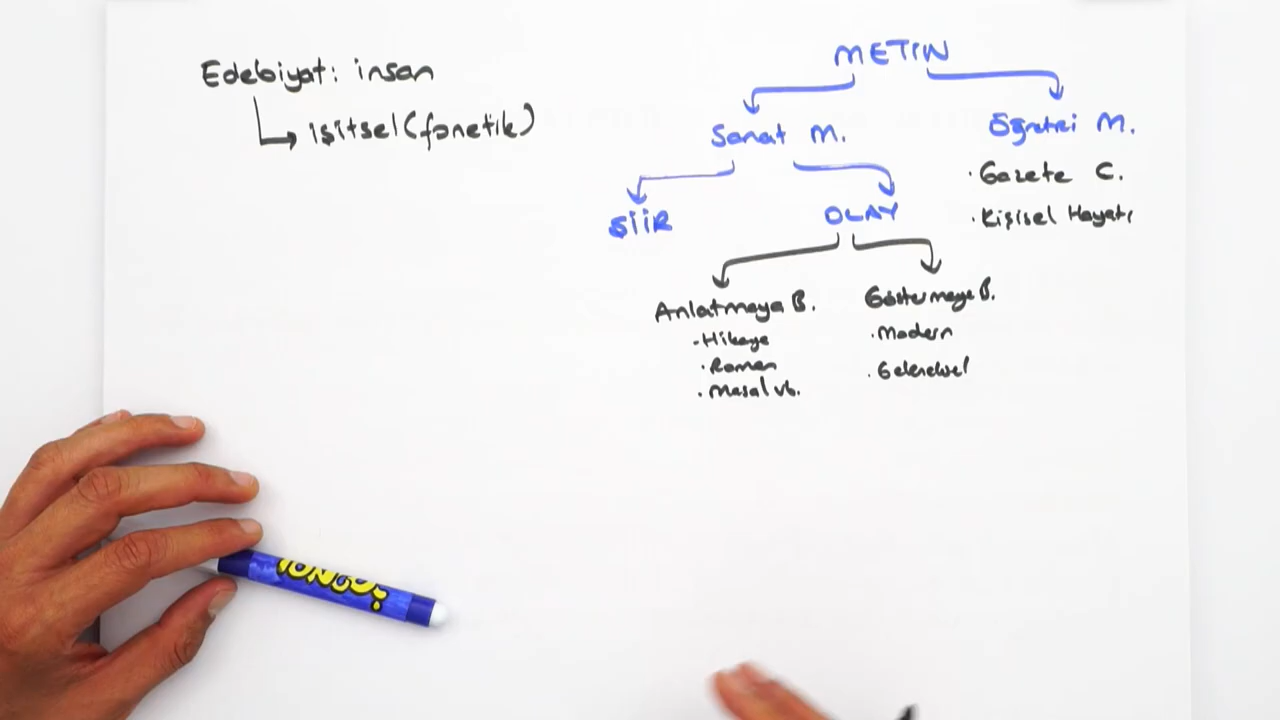 Edebiyat: insan
işitsel (fonetik)
METİN
Sanat M.
Öğretici M.
• Gazete C.
• Kişisel Hayatı
ŞİİR
OLAY
Anlatmaya B.
• Hikaye
• Roman
• Masal vb.
Göstermeye B.
• Modern
• Geleneksel